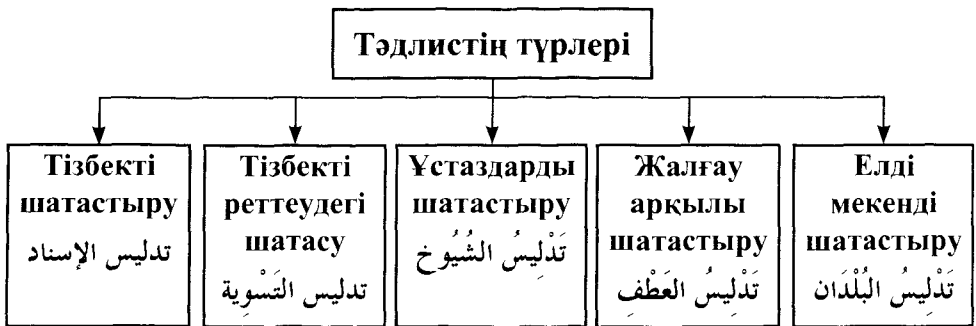 Тәдлистің түрлері
Тізбекті
шатастыру
تدليس الإسناد
Тізбекті
реттеудегі
шатасу
تدليس التَسْوِية
Ұстаздарды
шатастыру
تَدْلِيسُ الشُيُوخ
Жалғау
арқылы
шатастыру
تَدْلِيسُ العَطْفِ
Елді
мекенді
шатастыру
تَدْلِيسُ البُلْدَان